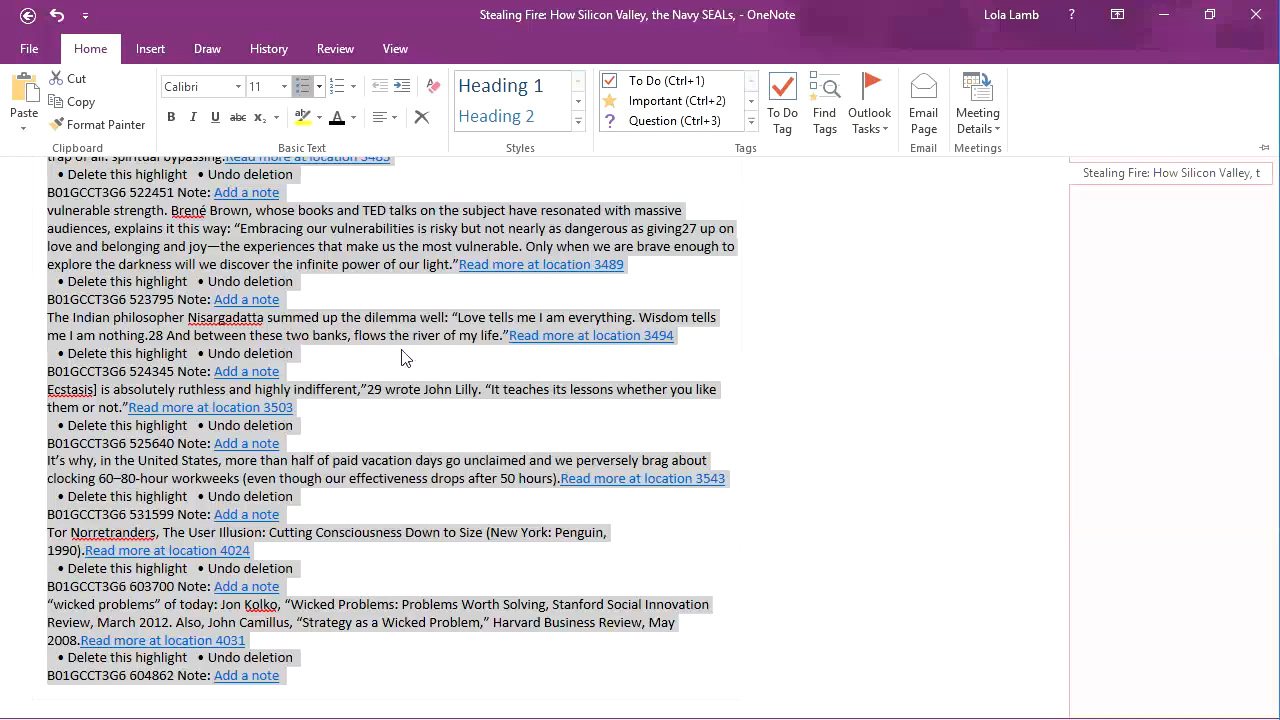 Stealing Fire: How Silicon Valley, the Navy SEALs, - OneNote
Lola Lamb
?
File
Home
Insert
Draw
History
Review
View
Paste
Cut
Copy
Format Painter
Clipboard
Calibri
11
B I U abc x₂ A
Basic Text
Heading 1
Heading 2
Styles
To Do (Ctrl+1)
Important (Ctrl+2)
? Question (Ctrl+3)
To Do Tag
Find Tags
Outlook Tasks
Tags
Email Page
Email
Meeting Details
Meetings
Stealing Fire: How Silicon Valley, t
trap of all: spiritual bypassing.Read more at location 3483
• Delete this highlight • Undo deletion
B01GCCT3G6 522451 Note: Add a note
vulnerable strength. Brené Brown, whose books and TED talks on the subject have resonated with massive
audiences, explains it this way: “Embracing our vulnerabilities is risky but not nearly as dangerous as giving27 up on
love and belonging and joy—the experiences that make us the most vulnerable. Only when we are brave enough to
explore the darkness will we discover the infinite power of our light.”Read more at location 3489
• Delete this highlight • Undo deletion
B01GCCT3G6 523795 Note: Add a note
The Indian philosopher Nisargadatta summed up the dilemma well: “Love tells me I am everything. Wisdom tells
me I am nothing.28 And between these two banks, flows the river of my life.”Read more at location 3494
• Delete this highlight • Undo deletion
B01GCCT3G6 524345 Note: Add a note
Ecstasis] is absolutely ruthless and highly indifferent,”29 wrote John Lilly. “It teaches its lessons whether you like
them or not.”Read more at location 3503
• Delete this highlight • Undo deletion
B01GCCT3G6 525640 Note: Add a note
It’s why, in the United States, more than half of paid vacation days go unclaimed and we perversely brag about
clocking 60–80-hour workweeks (even though our effectiveness drops after 50 hours).Read more at location 3543
• Delete this highlight • Undo deletion
B01GCCT3G6 531599 Note: Add a note
Tor Norretranders, The User Illusion: Cutting Consciousness Down to Size (New York: Penguin,
1990).Read more at location 4024
• Delete this highlight • Undo deletion
B01GCCT3G6 603700 Note: Add a note
“wicked problems” of today: Jon Kolko, “Wicked Problems: Problems Worth Solving, Stanford Social Innovation
Review, March 2012. Also, John Camillus, “Strategy as a Wicked Problem,” Harvard Business Review, May
2008.Read more at location 4031
• Delete this highlight • Undo deletion
B01GCCT3G6 604862 Note: Add a note